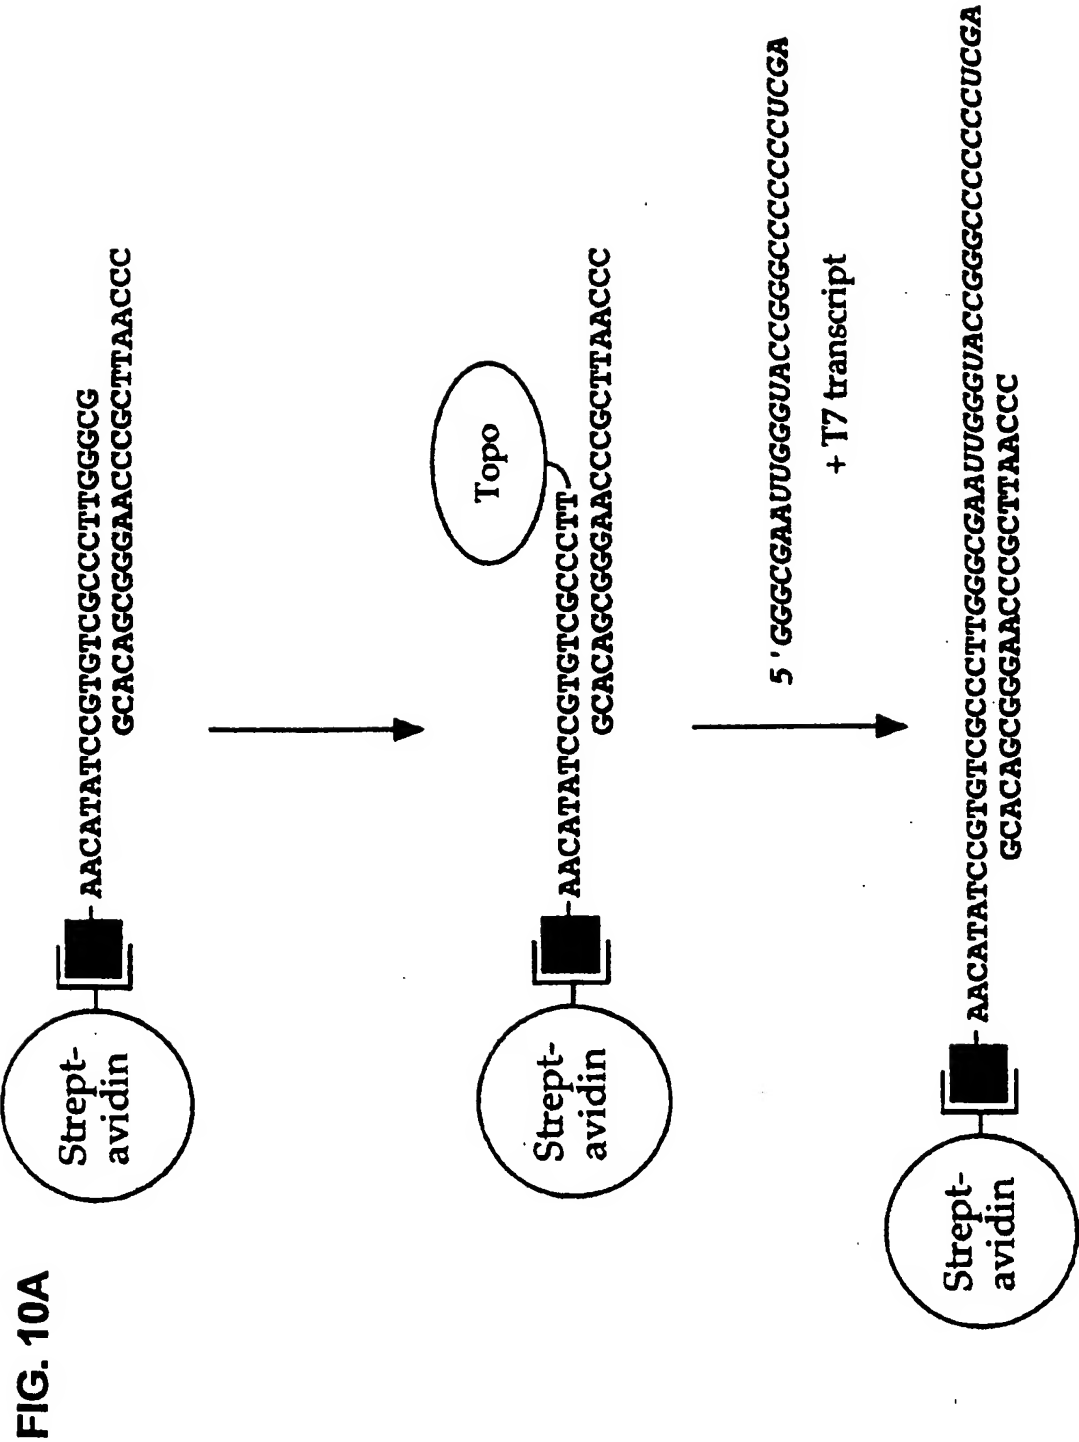 FIG. 10A
Strept-
avidin
AACATATCCGTGTCGCCCTTGGGCG
GCACAGCGGGAACCCGCTTAACCC
Topo
Strept-
avidin
AACATATCCGTGTCGCCCTT
GCACAGCGGGAACCCGCTTAACCC
5'GGGCGAAUUGGGUACCGGGCCCCCCCUCGA
+ T7 transcript
Strept-
avidin
AACATATCCGTGTCGCCCTTGGGCGAAUUGGGUACCGGGCCCCCCCUCGA
GCACAGCGGGAACCCGCTTAACCC